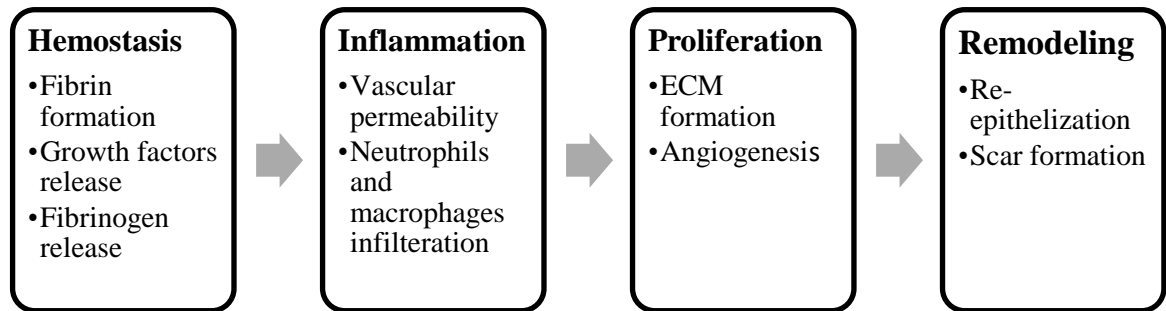 Hemostasis
•Fibrin
formation
•Growth factors
release
•Fibrinogen
release
Inflammation
•Vascular
permeability
•Neutrophils
and
macrophages
infilteration
Proliferation
•ECM
formation
•Angiogenesis
Remodeling
•Re-
epithelization
•Scar formation